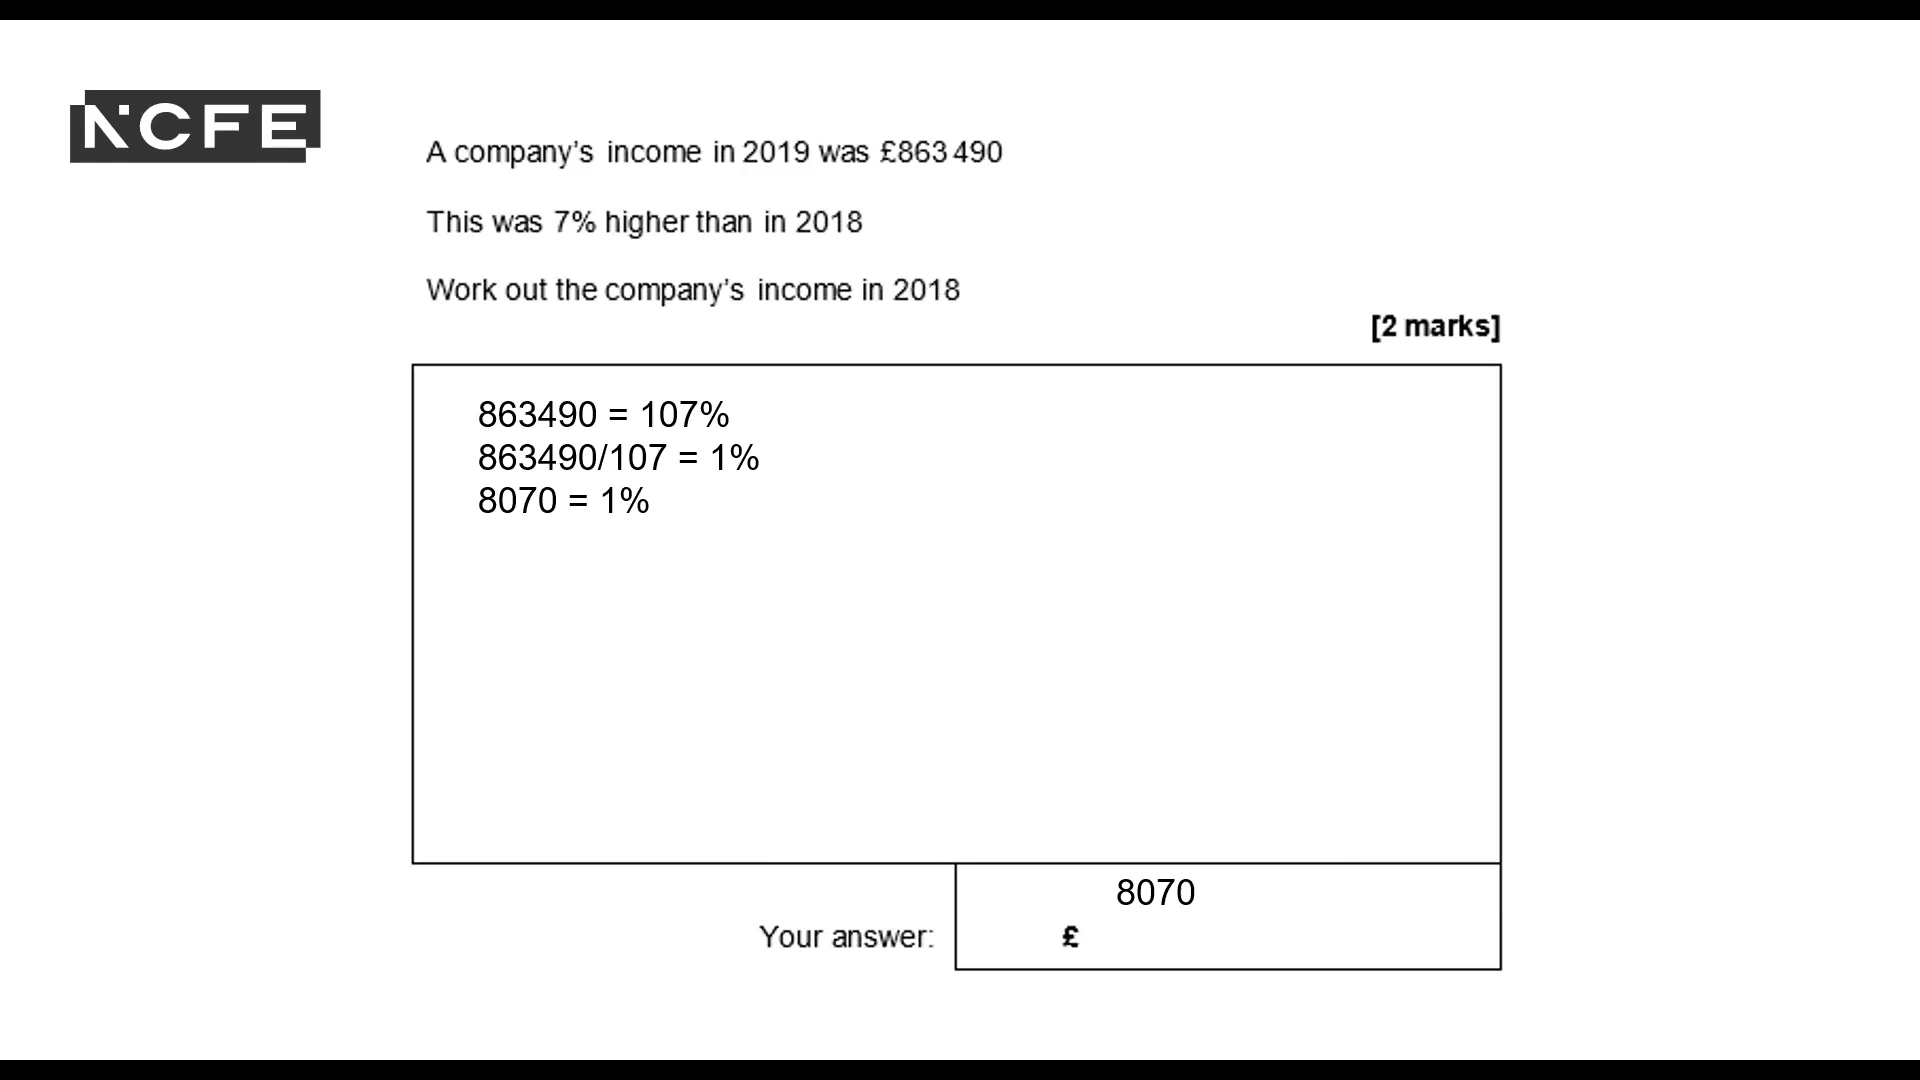 NCFE
A company's income in 2019 was £863 490
This was 7% higher than in 2018
Work out the company's income in 2018
[2 marks]
863490 = 107%
863490/107 = 1%
8070 = 1%
8070
Your answer: £